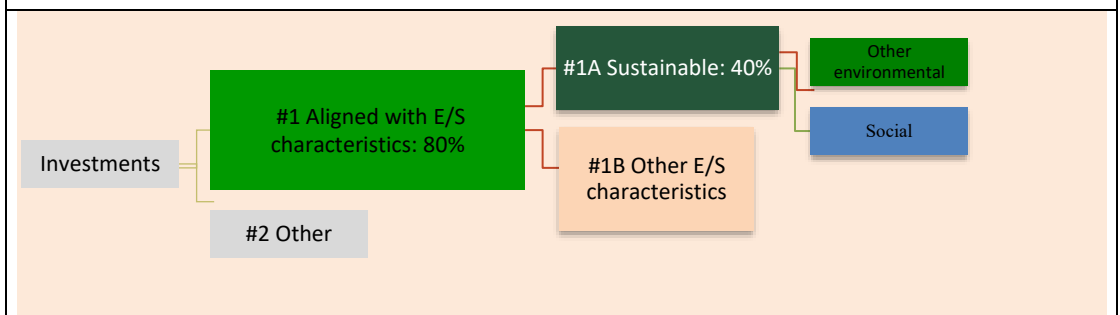 Investments
#1 Aligned with E/S
characteristics: 80%
#2 Other
#1A Sustainable: 40%
#1B Other E/S
characteristics
Other
environmental
Social